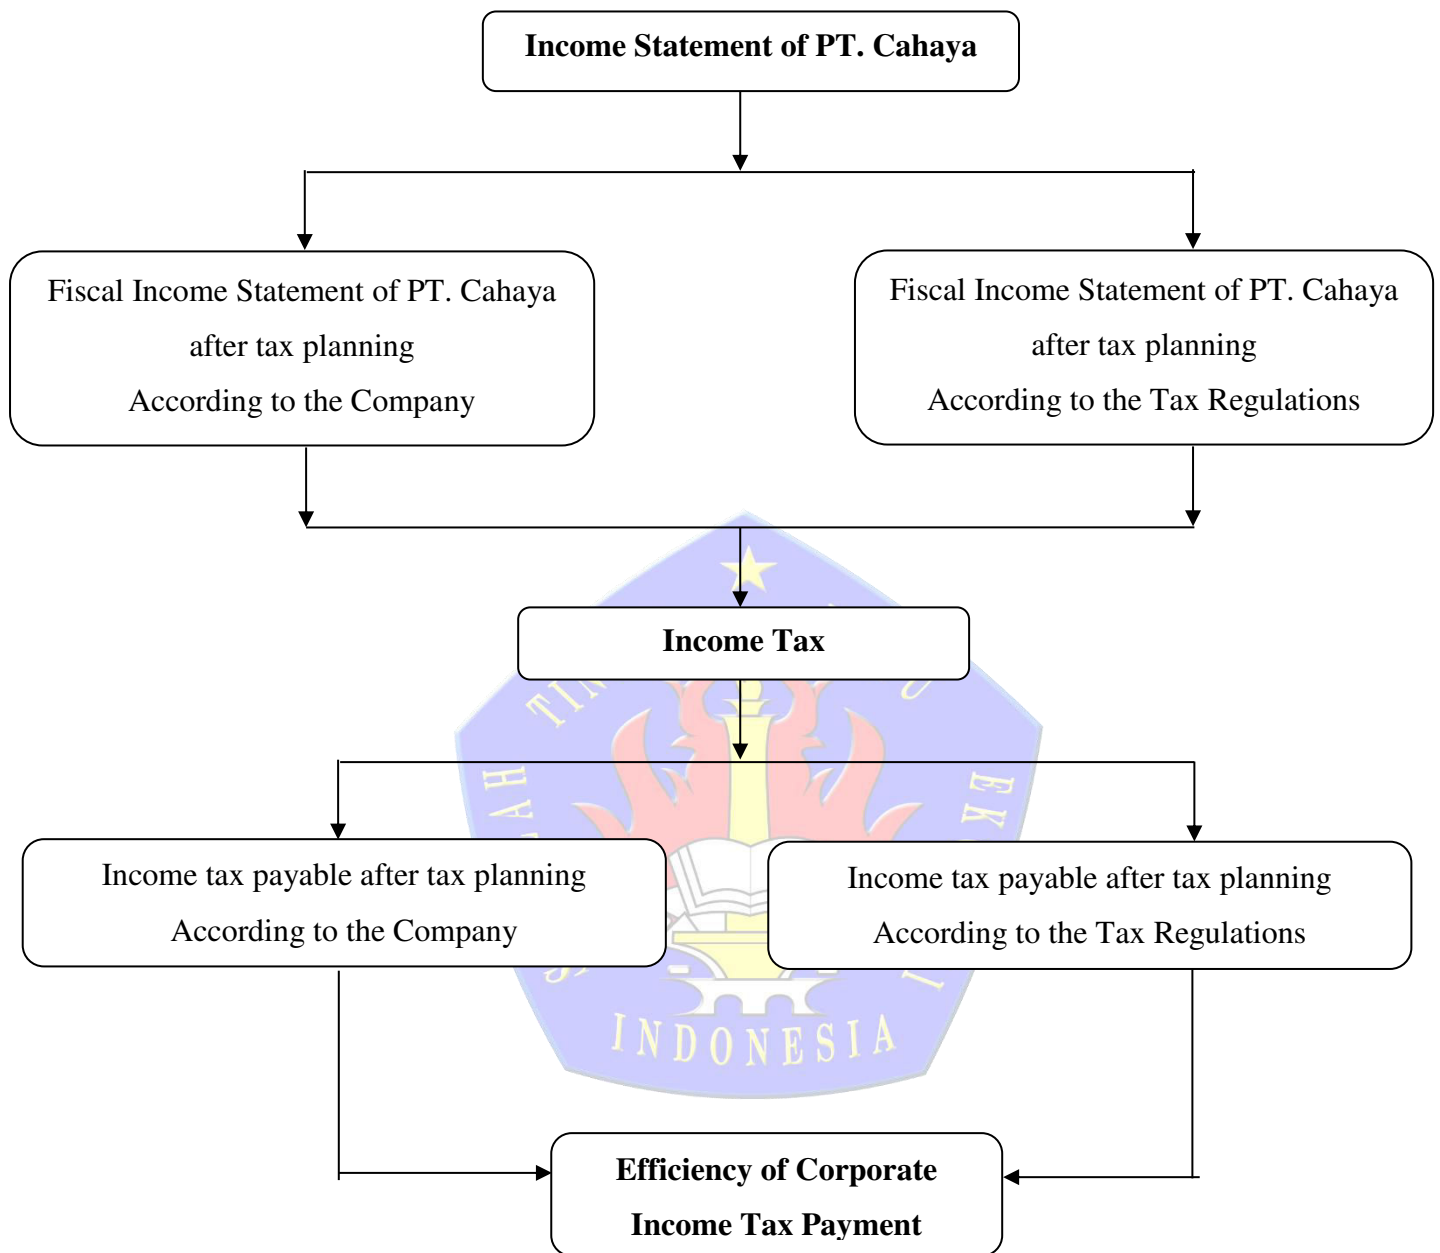 Income Statement of PT. Cahaya
Fiscal Income Statement of PT. Cahaya
after tax planning
According to the Company
Fiscal Income Statement of PT. Cahaya
after tax planning
According to the Tax Regulations
Income Tax
Income tax payable after tax planning
According to the Company
Income tax payable after tax planning
According to the Tax Regulations
INDONESIA
Efficiency of Corporate
Income Tax Payment